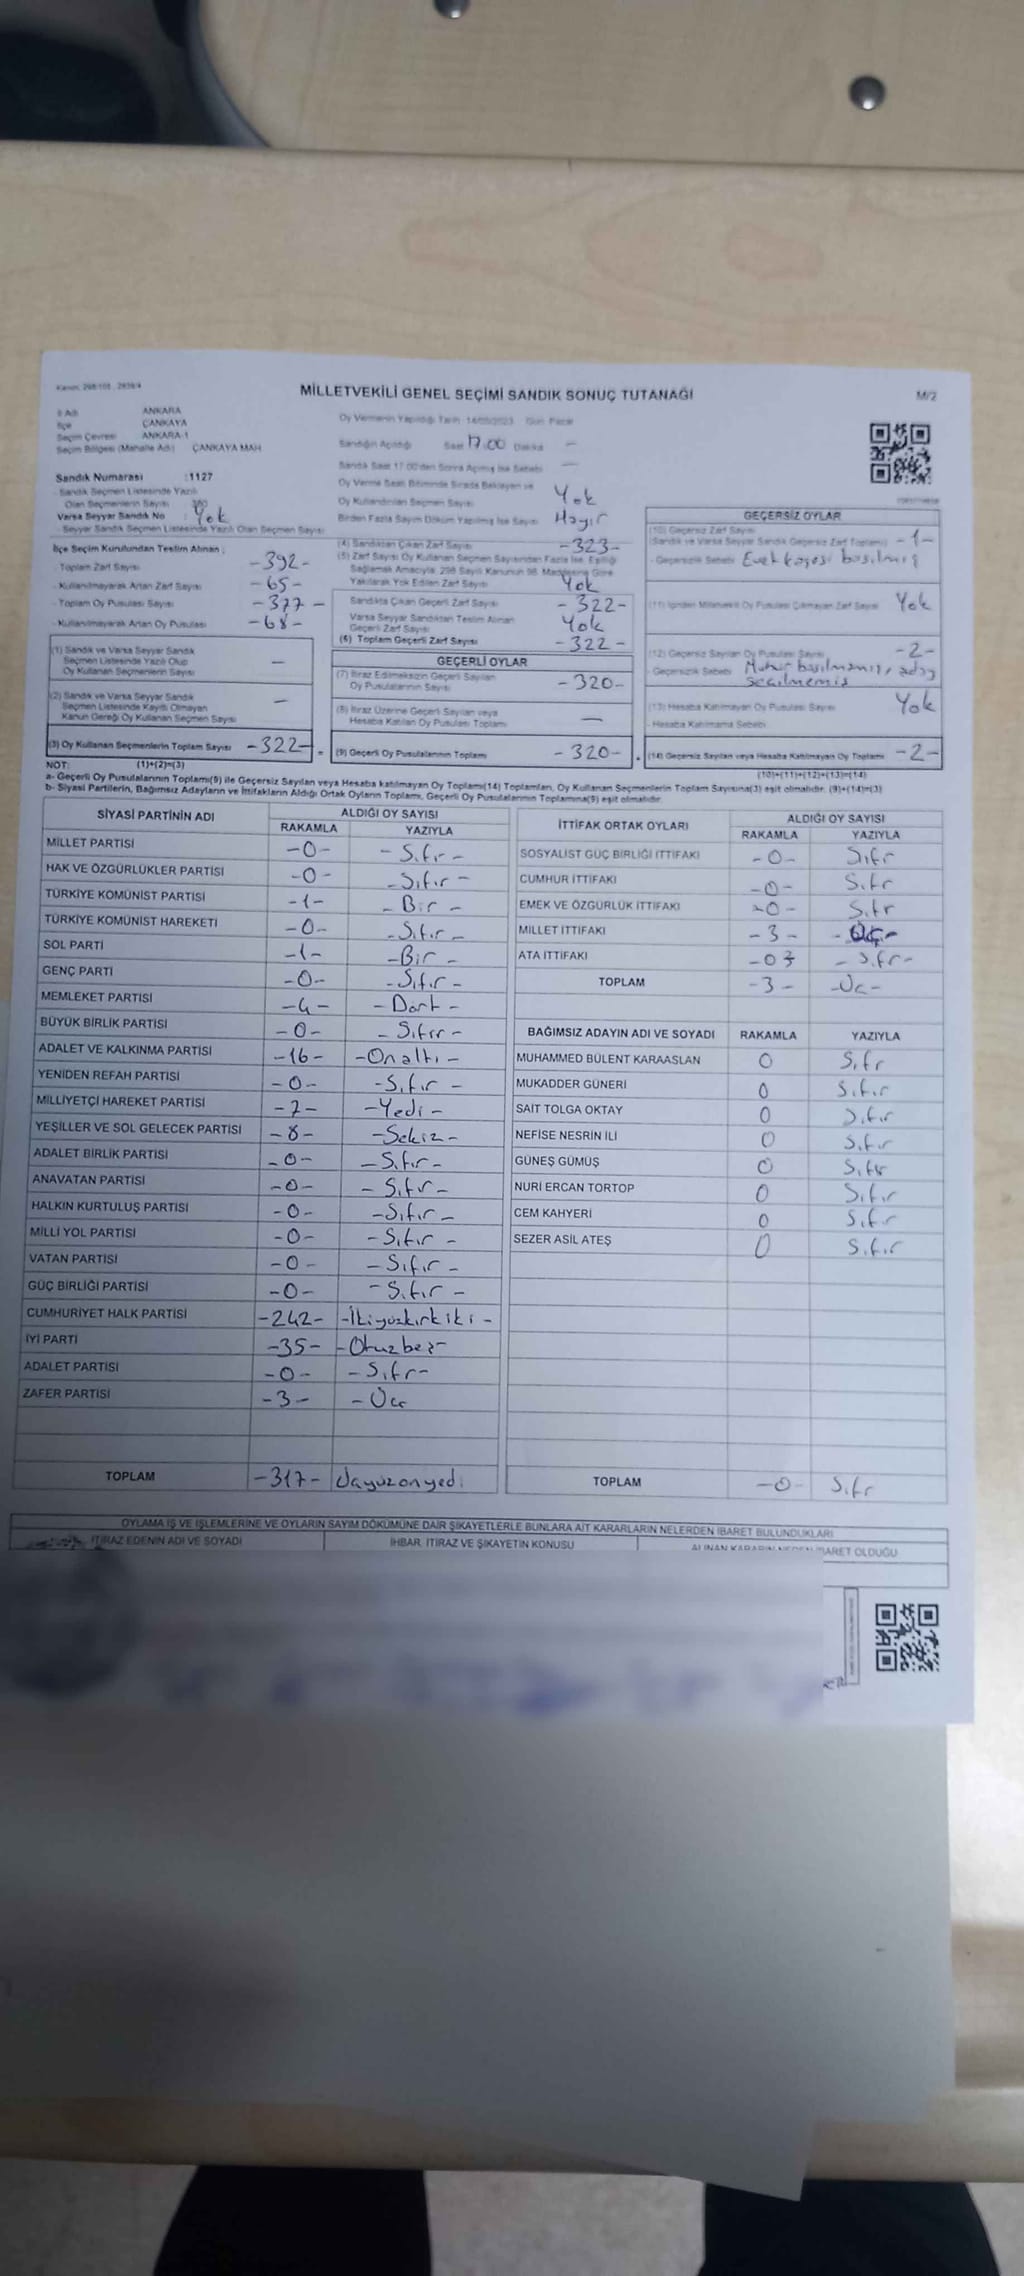 Kanun: 298/105 , 2839/4
MİLLETVEKİLİ GENEL SEÇİMİ SANDIK SONUÇ TUTANAĞI
M/2
İl Adı ANKARA
İlçe ÇANKAYA
Seçim Çevresi ANKARA-1
Seçim Bölgesi (Mahalle Adı) ÇANKAYA MAH
Sandık Numarası :1127
Sandık Seçmen Listesinde Yazılı
Olan Seçmenlerin Sayısı 380
Varsa Seyyar Sandık No : Yok
Seyyar Sandık Seçmen Listesinde Yazılı Olan Seçmen Sayısı
İlçe Seçim Kurulundan Teslim Alınan ;
- Toplam Zarf Sayısı -392-
- Kullanılmayarak Artan Zarf Sayısı -65-
- Toplam Oy Pusulası Sayısı -377-
- Kullanılmayarak Artan Oy Pusulası -68-
(1) Sandık ve Varsa Seyyar Sandık
Seçmen Listesinde Yazılı Olup
Oy Kullanan Seçmenlerin Sayısı —
(2) Sandık ve Varsa Seyyar Sandık
Seçmen Listesinde Kayıtlı Olmayan
Kanun Gereği Oy Kullanan Seçmen Sayısı —
(3) Oy Kullanan Seçmenlerin Toplam Sayısı -322-
Oy Vermenin Yapıldığı Tarih 14/05/2023 Gün Pazar
Sandığın Açıldığı Saat 17.00 Dakika —
Sandık Saat 17.00'den Sonra Açılmış İse Sebebi —
Oy Verme Saati Bitiminde Sırada Bekleyen ve
Oy Kullandırılan Seçmen Sayısı Yok
Birden Fazla Sayım Döküm Yapılmış İse Sayısı Hayır
(4) Sandıktan Çıkan Zarf Sayısı -323-
(5) Zarf Sayısı Oy Kullanan Seçmen Sayısından Fazla İse, Eşitliği
Sağlamak Amacıyla, 298 Sayılı Kanunun 98. Maddesine Göre
Yakılarak Yok Edilen Zarf Sayısı Yok
Sandıkta Çıkan Geçerli Zarf Sayısı -322-
Varsa Seyyar Sandıktan Teslim Alınan
Geçerli Zarf Sayısı Yok
(6) Toplam Geçerli Zarf Sayısı -322-
GEÇERLİ OYLAR
(7) İtiraz Edilmeksizin Geçerli Sayılan
Oy Pusulalarının Sayısı -320-
(8) İtiraz Üzerine Geçerli Sayılan veya
Hesaba Katılan Oy Pusulası Toplamı —
(9) Geçerli Oy Pusulalarının Toplamı -320-
GEÇERSİZ OYLAR
(10) Geçersiz Zarf Sayısı
(Sandık ve Varsa Seyyar Sandık Geçersiz Zarf Toplamı) -1-
- Geçersizlik Sebebi Evet kaşesi basılmış
(11) İçinden Milletvekili Oy Pusulası Çıkmayan Zarf Sayısı Yok
(12) Geçersiz Sayılan Oy Pusulası Sayısı -2-
- Geçersizlik Sebebi Mühür basılmamış, aday
seçilmemiş
(13) Hesaba Katılmayan Oy Pusulası Sayısı Yok
- Hesaba Katılmama Sebebi
(14) Geçersiz Sayılan veya Hesaba Katılmayan Oy Toplamı -2-
NOT: (1)+(2)=(3)
(10)+(11)+(12)+(13)=(14)
a- Geçerli Oy Pusulalarının Toplamı(9) ile Geçersiz Sayılan veya Hesaba katılmayan Oy Toplamı(14) Toplamları, Oy Kullanan Seçmenlerin Toplam Sayısına(3) eşit olmalıdır. (9)+(14)=(3)
b- Siyasi Partilerin, Bağımsız Adayların ve İttifakların Aldığı Oyların Toplamı, Geçerli Oy Pusulalarının Toplamına(9) eşit olmalıdır.
SİYASİ PARTİNİN ADI ALDIĞI OY SAYISI
RAKAMLA YAZIYLA
MİLLET PARTİSİ -0- -Sıfır-
HAK VE ÖZGÜRLÜKLER PARTİSİ -0- -Sıfır-
TÜRKİYE KOMÜNİST PARTİSİ -1- -Bir-
TÜRKİYE KOMÜNİST HAREKETİ -0- -Sıfır-
SOL PARTİ -1- -Bir-
GENÇ PARTİ -0- -Sıfır-
MEMLEKET PARTİSİ -4- -Dört-
BÜYÜK BİRLİK PARTİSİ -0- -Sıfır-
ADALET VE KALKINMA PARTİSİ -16- -Onaltı-
YENİDEN REFAH PARTİSİ -0- -Sıfır-
MİLLİYETÇİ HAREKET PARTİSİ -7- -Yedi-
YEŞİLLER VE SOL GELECEK PARTİSİ -8- -Sekiz-
ADALET BİRLİK PARTİSİ -0- -Sıfır-
ANAVATAN PARTİSİ -0- -Sıfır-
HALKIN KURTULUŞ PARTİSİ -0- -Sıfır-
MİLLİ YOL PARTİSİ -0- -Sıfır-
VATAN PARTİSİ -0- -Sıfır-
GÜÇ BİRLİĞİ PARTİSİ -0- -Sıfır-
CUMHURİYET HALK PARTİSİ -242- -İkiyüzkırkiki-
İYİ PARTİ -35- -Otuzbeş-
ADALET PARTİSİ -0- -Sıfır-
ZAFER PARTİSİ -3- -Üç
TOPLAM -317- Üçyüzonyedi
İTTİFAK ORTAK OYLARI ALDIĞI OY SAYISI
RAKAMLA YAZIYLA
SOSYALİST GÜÇ BİRLİĞİ İTTİFAKI -0- Sıfır
CUMHUR İTTİFAKI -0- Sıfır
EMEK VE ÖZGÜRLÜK İTTİFAKI -0- Sıfır
MİLLET İTTİFAKI -3- -Üç-
ATA İTTİFAKI -0 -Sıfır-
TOPLAM -3- -Üç-
BAĞIMSIZ ADAYIN ADI VE SOYADI RAKAMLA YAZIYLA
MUHAMMED BÜLENT KARAASLAN 0 Sıfır
MUKADDER GÜNERİ 0 Sıfır
SAİT TOLGA OKTAY 0 Sıfır
NEFİSE NESRİN İLİ 0 Sıfır
GÜNEŞ GÜMÜŞ 0 Sıfır
NURİ ERCAN TORTOP 0 Sıfır
CEM KAHYERİ 0 Sıfır
SEZER ASİL ATEŞ 0 Sıfır
TOPLAM -0- Sıfır
OYLAMA İŞ VE İŞLEMLERİNE VE OYLARIN SAYIM DÖKÜMÜNE DAİR ŞİKAYETLERLE BUNLARA AİT KARARLARIN NELERDEN İBARET BULUNDUKLARI
İTİRAZ EDENİN ADI VE SOYADI
İHBAR, İTİRAZ VE ŞİKAYETİN KONUSU
ALINAN KARARIN NEDEN İBARET OLDUĞU